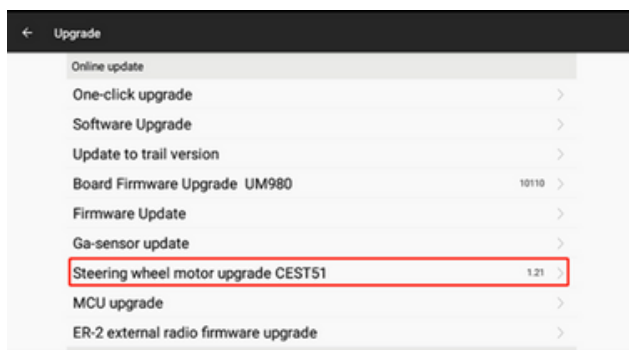 Upgrade
Online update
One-click upgrade
Software Upgrade
Update to trail version
Board Firmware Upgrade UM980 10110
Firmware Update
Ga-sensor update
Steering wheel motor upgrade CEST51 1.21
MCU upgrade
ER-2 external radio firmware upgrade